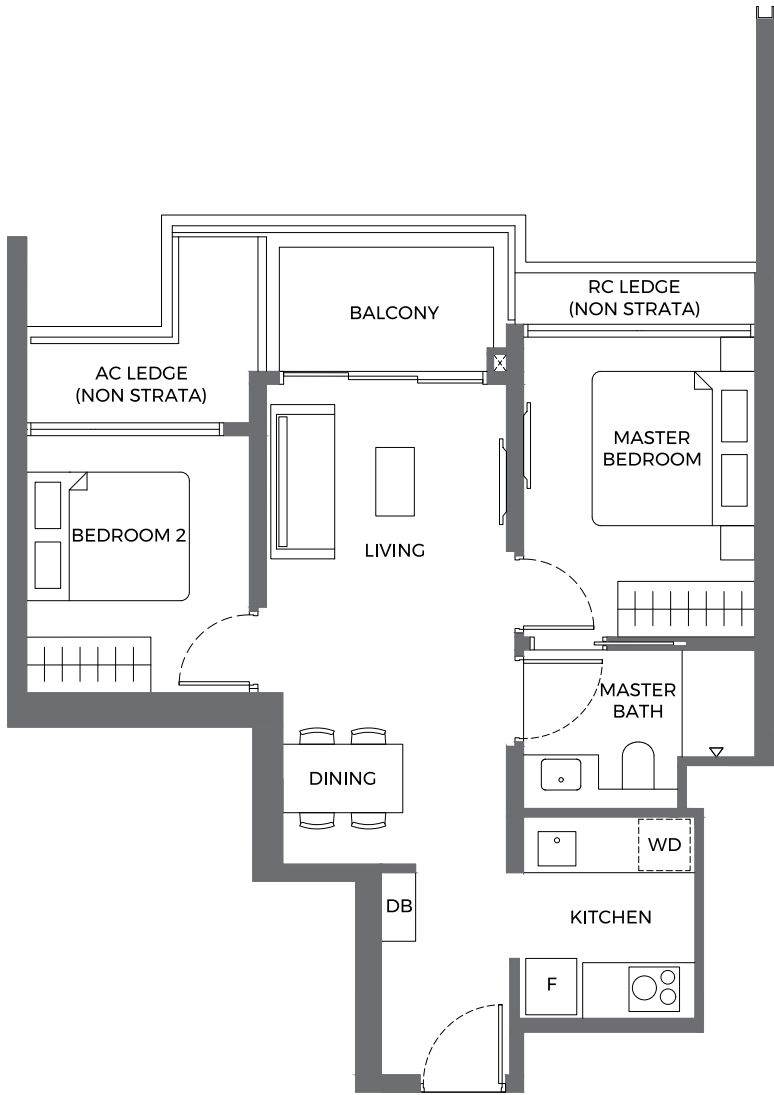 RC LEDGE
(NON STRATA)
BALCONY
AC LEDGE
(NON STRATA)
MASTER
BEDROOM
BEDROOM 2
LIVING
MASTER
BATH
DINING
WD
DB
KITCHEN
F